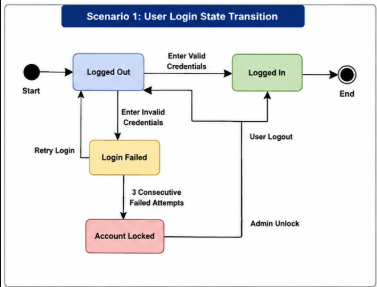 Scenario 1: User Login State Transition
Enter Valid
Credentials
Logged Out
Logged In
Start
End
Enter Invalid
Credentials
User Logout
Retry Login
Login Failed
3 Consecutive
Failed Attempts
Admin Unlock
Account Locked